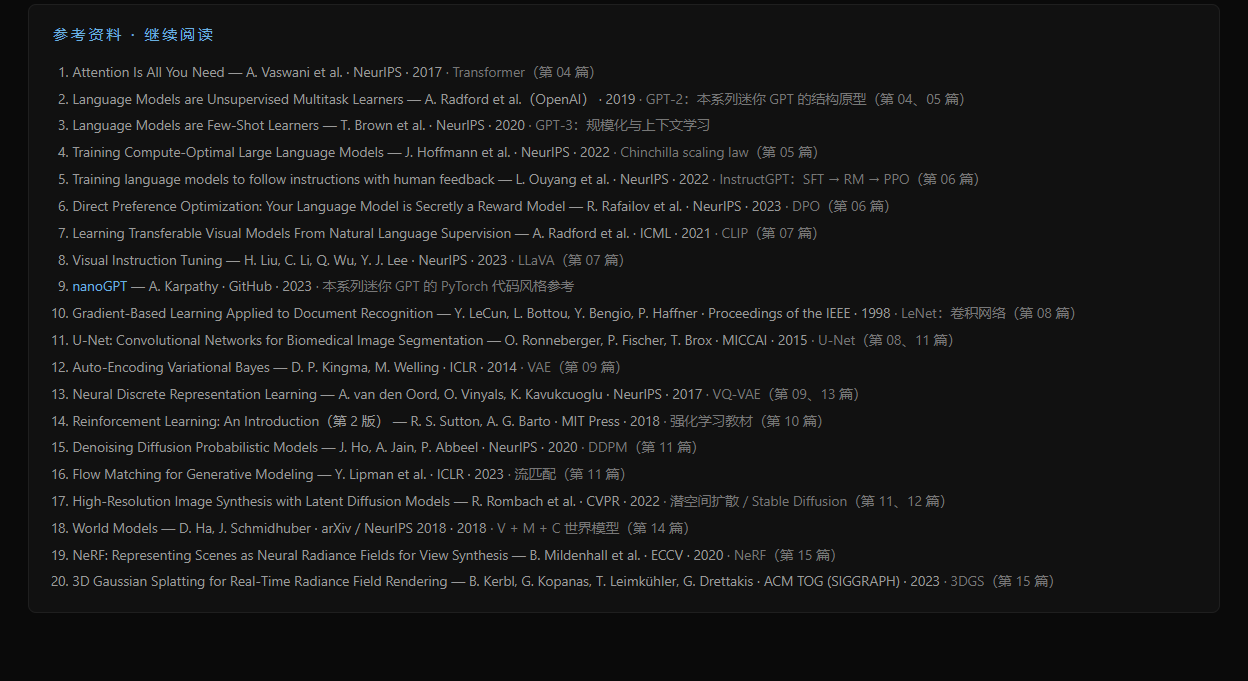 参考资料 · 继续阅读
1. Attention Is All You Need — A. Vaswani et al. · NeurIPS · 2017 · Transformer（第 04 篇）
2. Language Models are Unsupervised Multitask Learners — A. Radford et al.（OpenAI） · 2019 · GPT-2：本系列迷你 GPT 的结构原型（第 04、05 篇）
3. Language Models are Few-Shot Learners — T. Brown et al. · NeurIPS · 2020 · GPT-3：规模化与上下文学习
4. Training Compute-Optimal Large Language Models — J. Hoffmann et al. · NeurIPS · 2022 · Chinchilla scaling law（第 05 篇）
5. Training language models to follow instructions with human feedback — L. Ouyang et al. · NeurIPS · 2022 · InstructGPT：SFT → RM → PPO（第 06 篇）
6. Direct Preference Optimization: Your Language Model is Secretly a Reward Model — R. Rafailov et al. · NeurIPS · 2023 · DPO（第 06 篇）
7. Learning Transferable Visual Models From Natural Language Supervision — A. Radford et al. · ICML · 2021 · CLIP（第 07 篇）
8. Visual Instruction Tuning — H. Liu, C. Li, Q. Wu, Y. J. Lee · NeurIPS · 2023 · LLaVA（第 07 篇）
9. nanoGPT — A. Karpathy · GitHub · 2023 · 本系列迷你 GPT 的 PyTorch 代码风格参考
10. Gradient-Based Learning Applied to Document Recognition — Y. LeCun, L. Bottou, Y. Bengio, P. Haffner · Proceedings of the IEEE · 1998 · LeNet：卷积网络（第 08 篇）
11. U-Net: Convolutional Networks for Biomedical Image Segmentation — O. Ronneberger, P. Fischer, T. Brox · MICCAI · 2015 · U-Net（第 08、11 篇）
12. Auto-Encoding Variational Bayes — D. P. Kingma, M. Welling · ICLR · 2014 · VAE（第 09 篇）
13. Neural Discrete Representation Learning — A. van den Oord, O. Vinyals, K. Kavukcuoglu · NeurIPS · 2017 · VQ-VAE（第 09、13 篇）
14. Reinforcement Learning: An Introduction（第 2 版） — R. S. Sutton, A. G. Barto · MIT Press · 2018 · 强化学习教材（第 10 篇）
15. Denoising Diffusion Probabilistic Models — J. Ho, A. Jain, P. Abbeel · NeurIPS · 2020 · DDPM（第 11 篇）
16. Flow Matching for Generative Modeling — Y. Lipman et al. · ICLR · 2023 · 流匹配（第 11 篇）
17. High-Resolution Image Synthesis with Latent Diffusion Models — R. Rombach et al. · CVPR · 2022 · 潜空间扩散 / Stable Diffusion（第 11、12 篇）
18. World Models — D. Ha, J. Schmidhuber · arXiv / NeurIPS 2018 · 2018 · V + M + C 世界模型（第 14 篇）
19. NeRF: Representing Scenes as Neural Radiance Fields for View Synthesis — B. Mildenhall et al. · ECCV · 2020 · NeRF（第 15 篇）
20. 3D Gaussian Splatting for Real-Time Radiance Field Rendering — B. Kerbl, G. Kopanas, T. Leimkühler, G. Drettakis · ACM TOG (SIGGRAPH) · 2023 · 3DGS（第 15 篇）